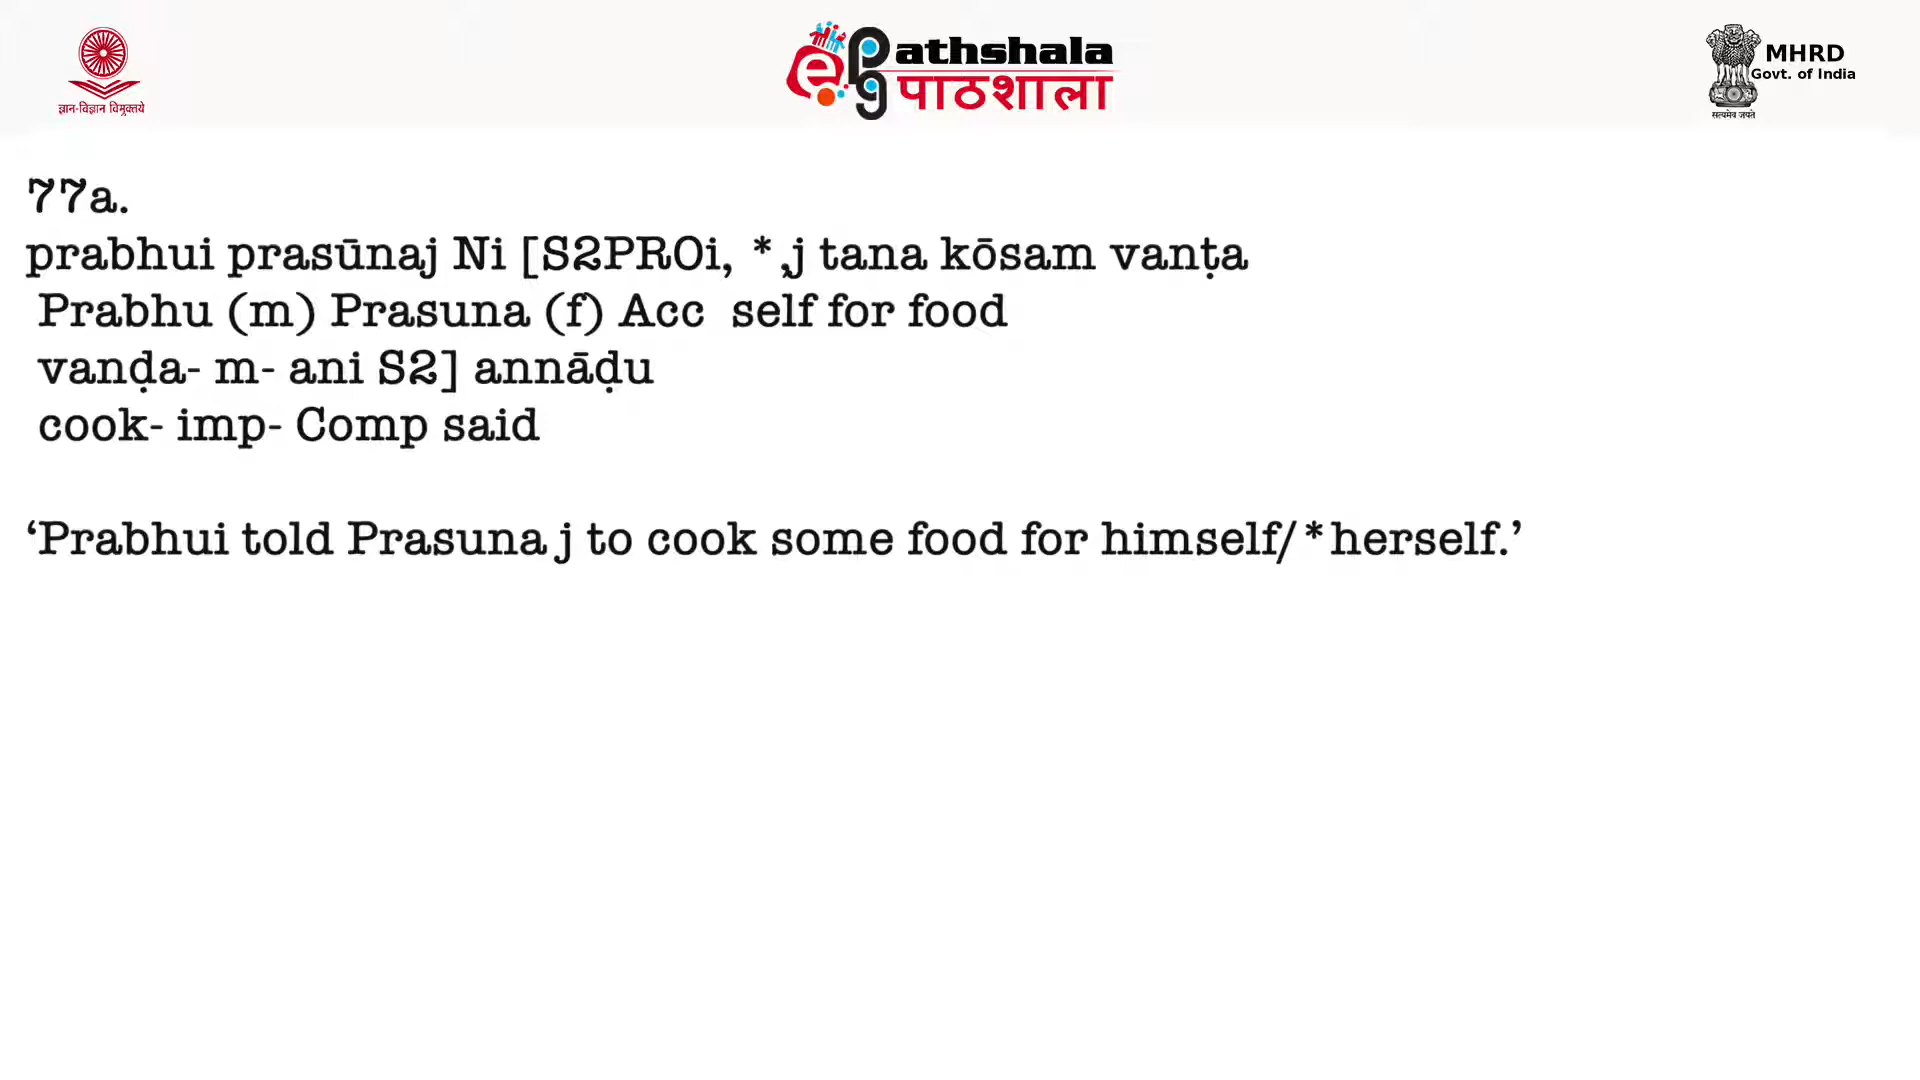 ज्ञान-विज्ञान विमुक्तये
athshala
पाठशाला
MHRD
Govt. of India
सत्यमेव जयते
77a.
prabhui prasūnaj Ni [S2PROi, *,j tana kōsam vanṭa
Prabhu (m) Prasuna (f) Acc self for food
vanḍa- m- ani S2] annāḍu
cook- imp- Comp said
‘Prabhui told Prasuna j to cook some food for himself/*herself.’